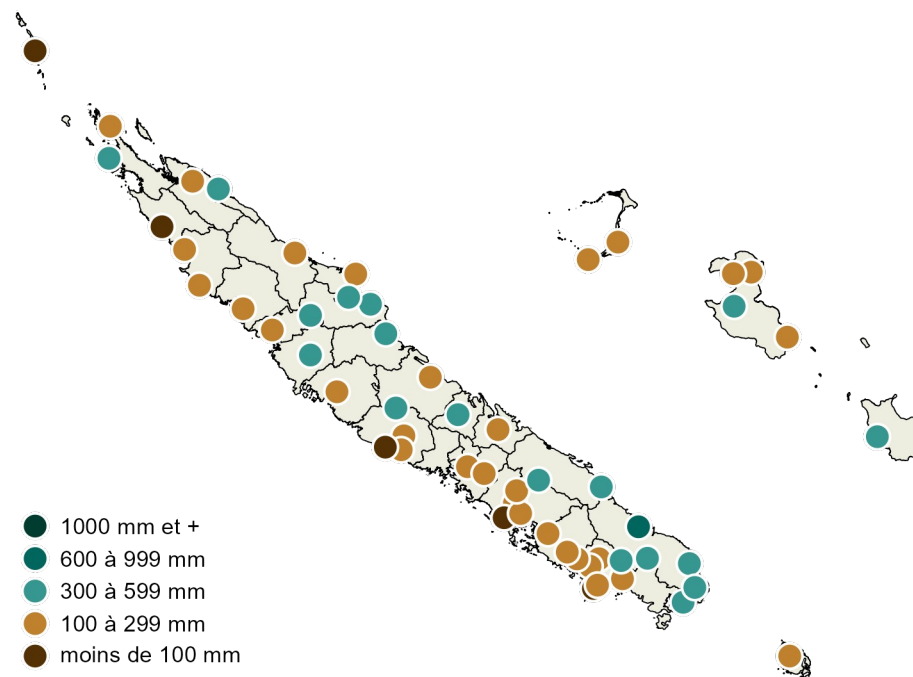 1000 mm et +
600 à 999 mm
300 à 599 mm
100 à 299 mm
moins de 100 mm